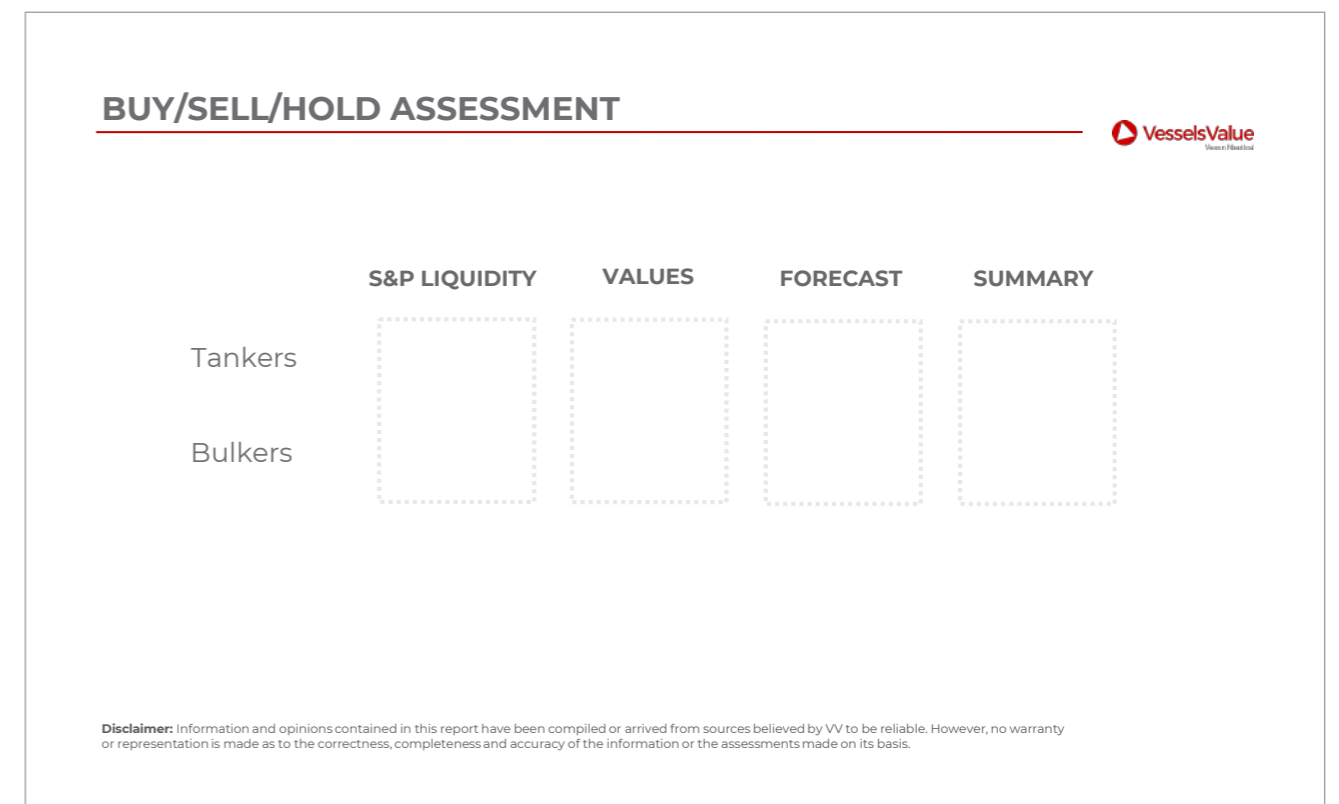 BUY/SELL/HOLD ASSESSMENT
VesselsValue
S&P LIQUIDITY VALUES FORECAST SUMMARY
Tankers
Bulkers
Disclaimer: Information and opinions contained in this report have been compiled or arrived from sources believed by VV to be reliable. However, no warranty
or representation is made as to the correctness, completeness and accuracy of the information or the assessments made on its basis.